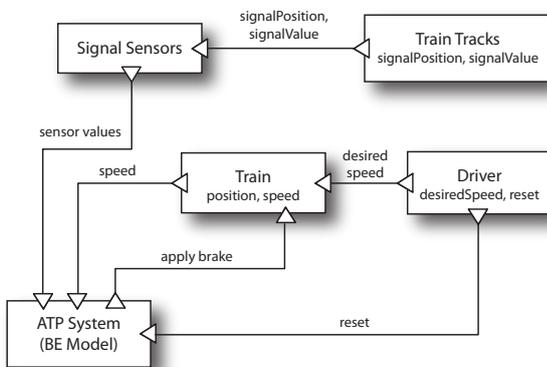 signalPosition,
signalValue
Signal Sensors
Train Tracks
signalPosition, signalValue
sensor values
speed
Train
position, speed
desired
speed
Driver
desiredSpeed, reset
apply brake
ATP System
(BE Model)
reset